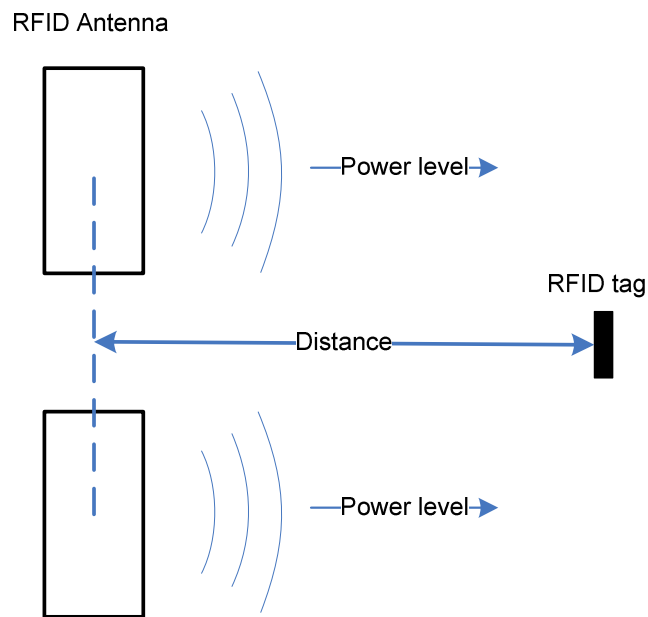 RFID Antenna
Power level
RFID tag
Distance
Power level